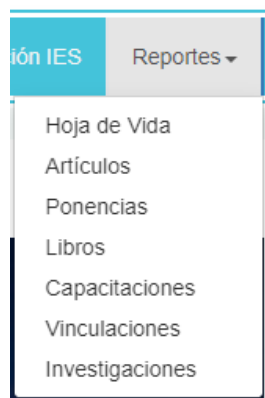 ión IES Reportes
Hoja de Vida
Artículos
Ponencias
Libros
Capacitaciones
Vinculaciones
Investigaciones